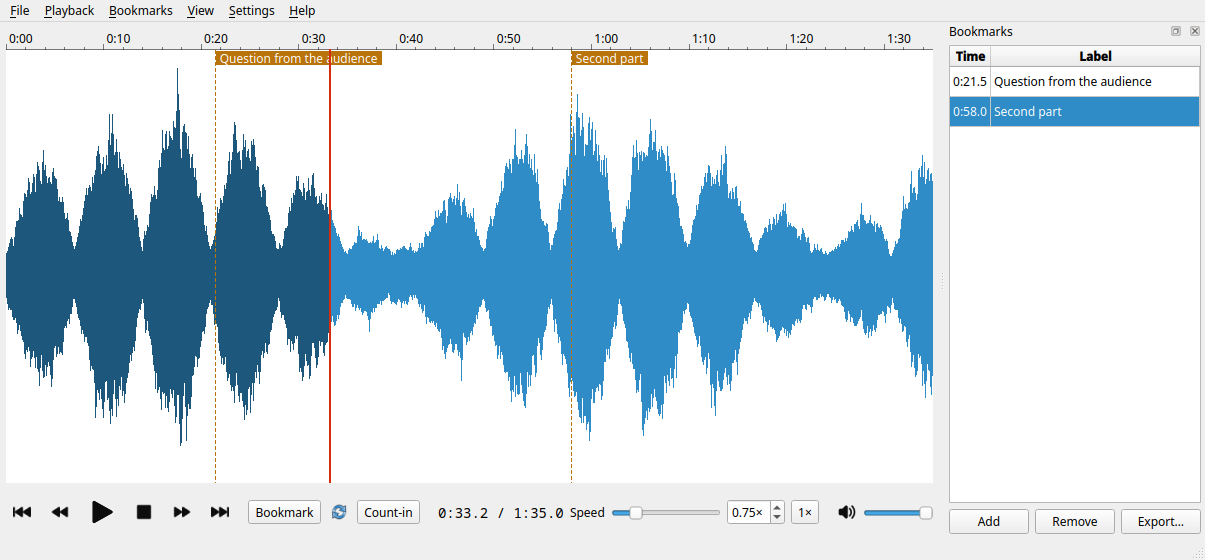 File Playback Bookmarks View Settings Help
0:00 0:10 0:20 0:30 0:40 0:50 1:00 1:10 1:20 1:30
Question from the audience Second part
Bookmarks
Time Label
0:21.5 Question from the audience
0:58.0 Second part
Bookmark Count-in 0:33.2 / 1:35.0 Speed 0.75× 1×
Add Remove Export...